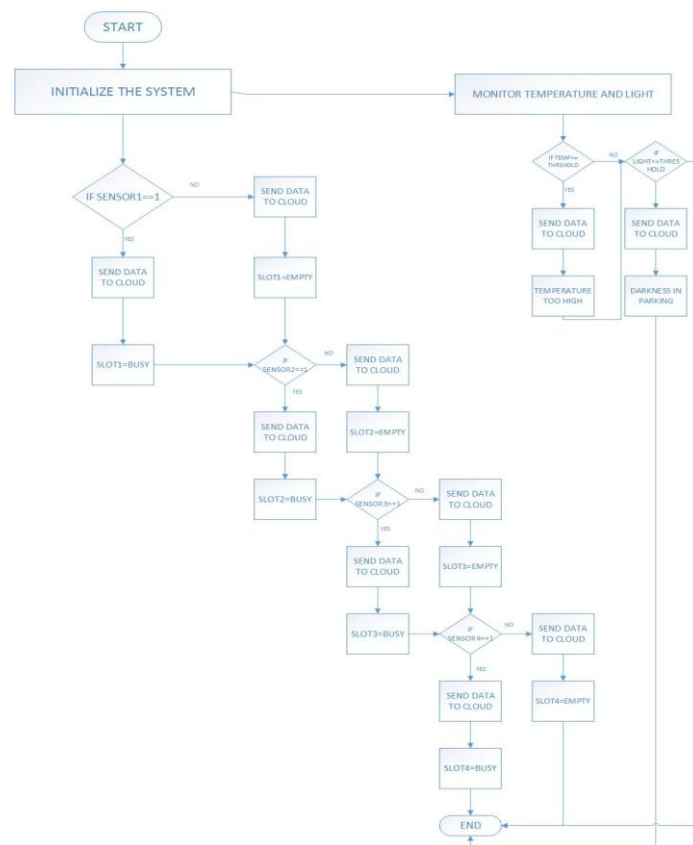 START
INITIALIZE THE SYSTEM
MONITOR TEMPERATURE AND LIGHT
IF SENSOR1==1
NO
YES
SEND DATA
TO CLOUD
SEND DATA
TO CLOUD
SLOT1=EMPTY
SLOT1=BUSY
IF
SENSOR2==1
NO
YES
SEND DATA
TO CLOUD
SEND DATA
TO CLOUD
SLOT2=EMPTY
SLOT2=BUSY
IF
SENSOR3==1
NO
YES
SEND DATA
TO CLOUD
SEND DATA
TO CLOUD
SLOT3=EMPTY
SLOT3=BUSY
IF
SENSOR4==1
NO
YES
SEND DATA
TO CLOUD
SEND DATA
TO CLOUD
SLOT4=EMPTY
SLOT4=BUSY
END
IF TEMP>=
THRSHOLD
NO
YES
SEND DATA
TO CLOUD
TEMPERATURE
TOO HIGH
IF
LIGHT<=THRES
HOLD
SEND DATA
TO CLOUD
DARKNESS IN
PARKING